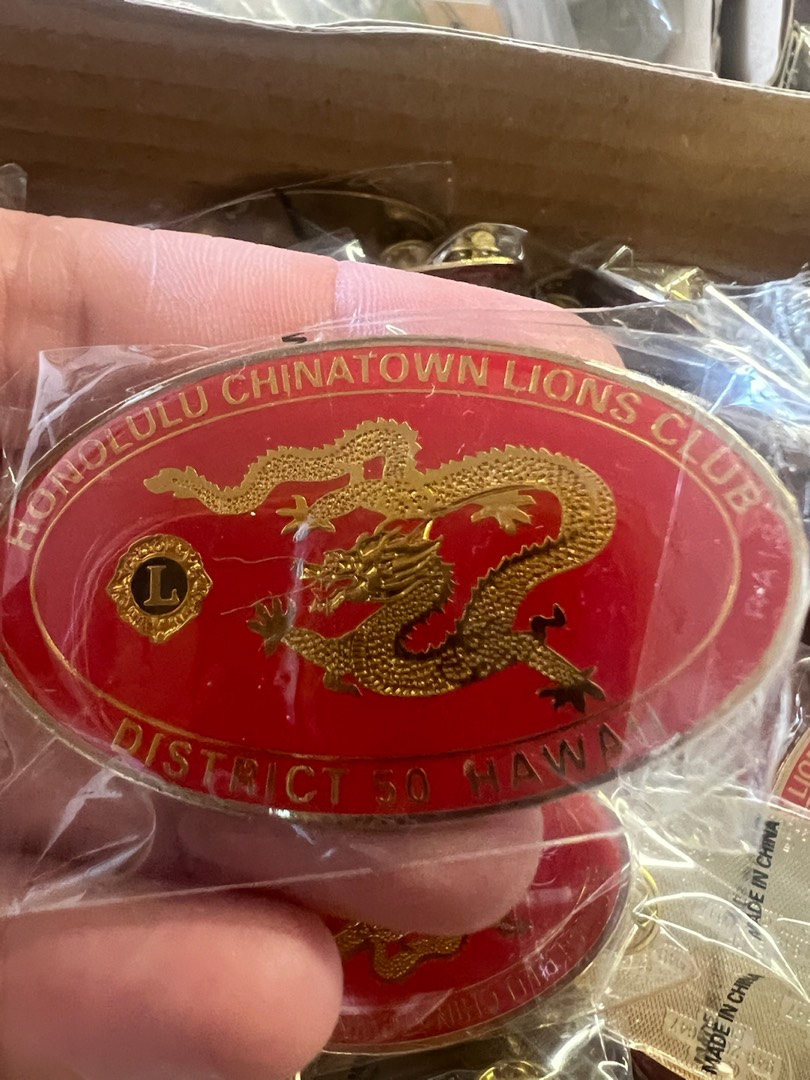 HONOLULU CHINATOWN LIONS CLUB
L
DISTRICT 50 HAWAII
MADE IN CHINA
MADE IN CHINA